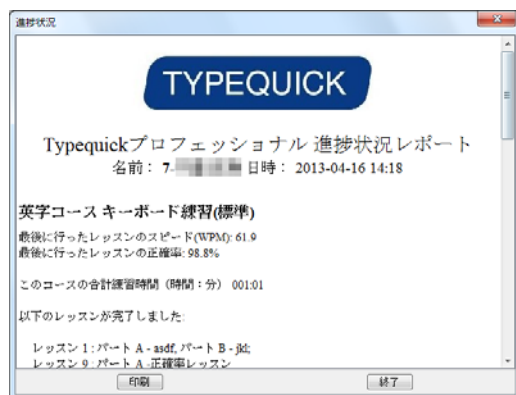 進捗状況
TYPEQUICK
Typequickプロフェッショナル 進捗状況レポート
名前： 7- 日時： 2013-04-16 14:18
英字コース キーボード練習(標準)
最後に行ったレッスンのスピード(WPM): 61.9
最後に行ったレッスンの正確率: 98.8%
このコースの合計練習時間（時間：分） 001:01
以下のレッスンが完了しました:
レッスン 1 : パート A - asdf, パート B - jkl;
レッスン 9 : パート A -正確率レッスン
印刷
終了